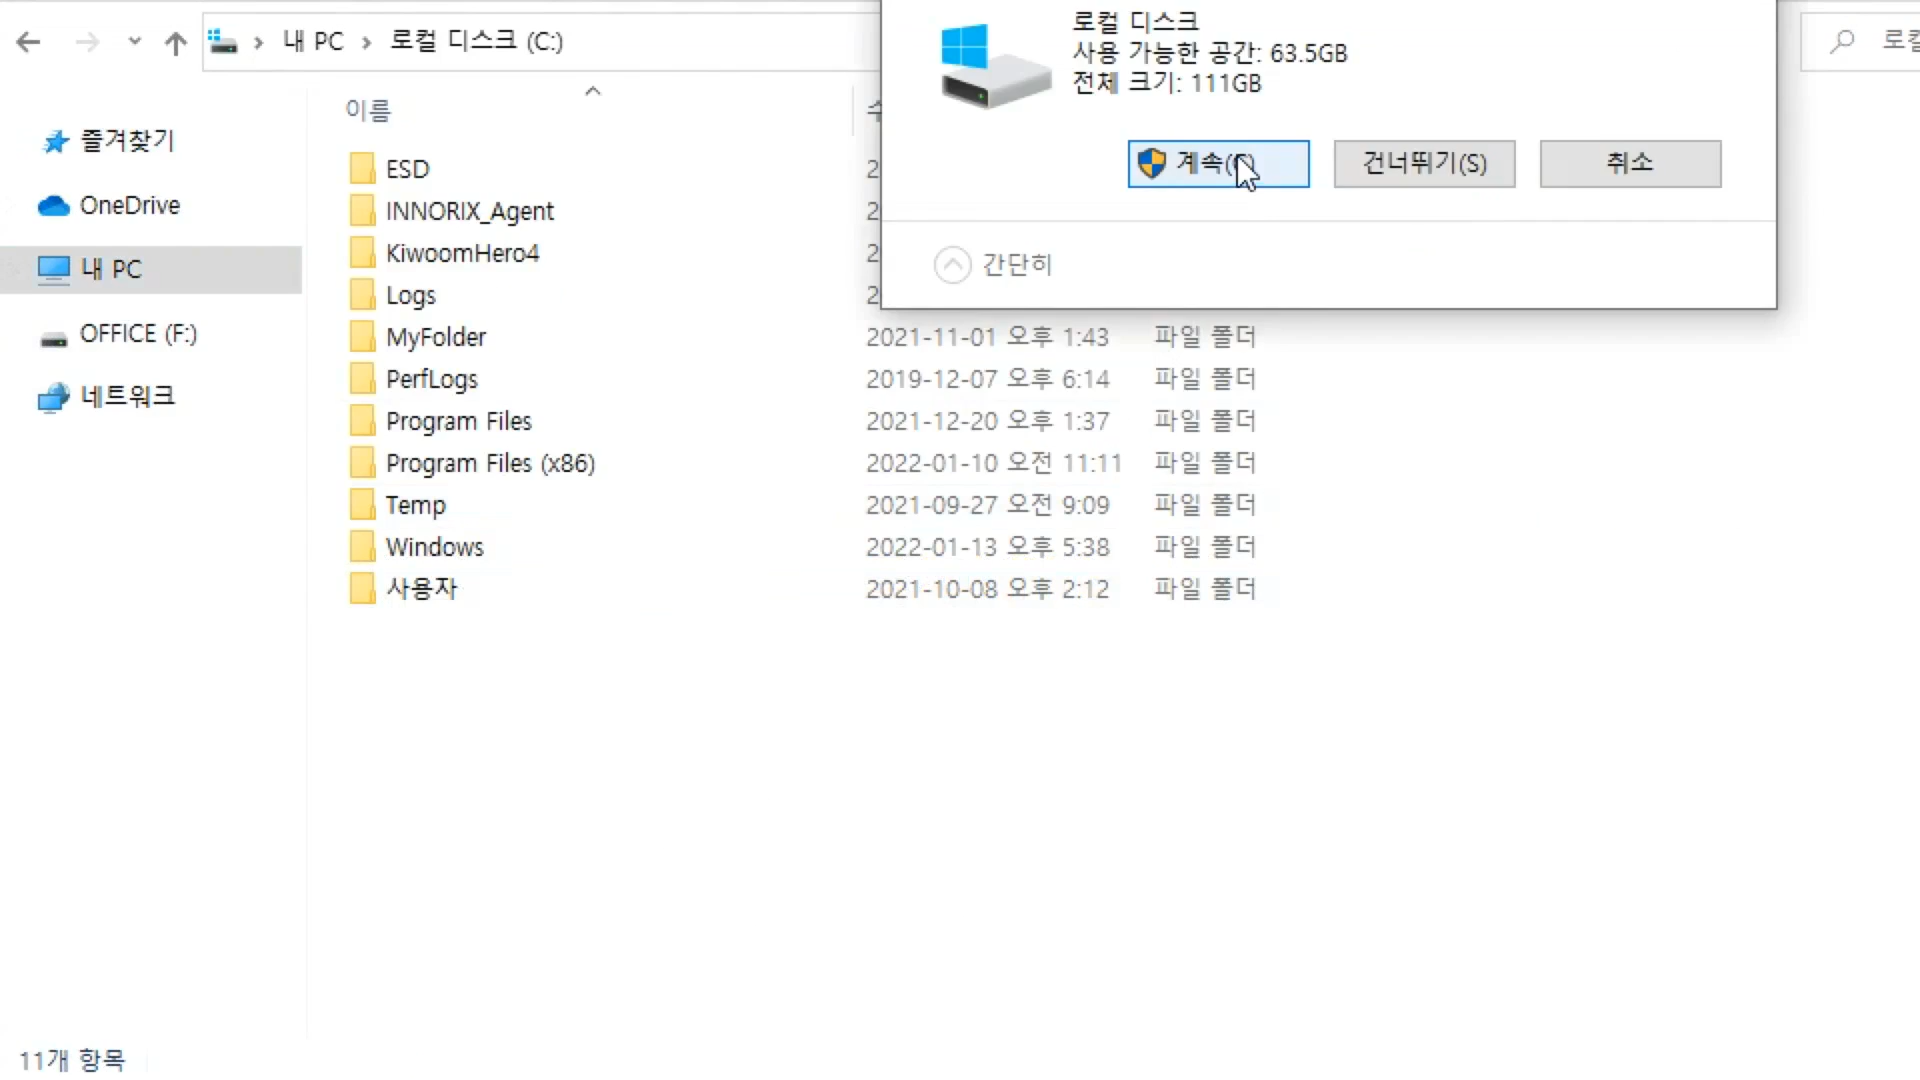 내 PC › 로컬 디스크 (C:)
로컬 디스크
사용 가능한 공간: 63.5GB
전체 크기: 111GB
계속
건너뛰기(S)
취소
간단히
즐겨찾기
OneDrive
내 PC
OFFICE (F:)
네트워크
이름
ESD
INNORIX_Agent
KiwoomHero4
Logs
MyFolder 2021-11-01 오후 1:43 파일 폴더
PerfLogs 2019-12-07 오후 6:14 파일 폴더
Program Files 2021-12-20 오후 1:37 파일 폴더
Program Files (x86) 2022-01-10 오전 11:11 파일 폴더
Temp 2021-09-27 오전 9:09 파일 폴더
Windows 2022-01-13 오후 5:38 파일 폴더
사용자 2021-10-08 오후 2:12 파일 폴더
11개 항목